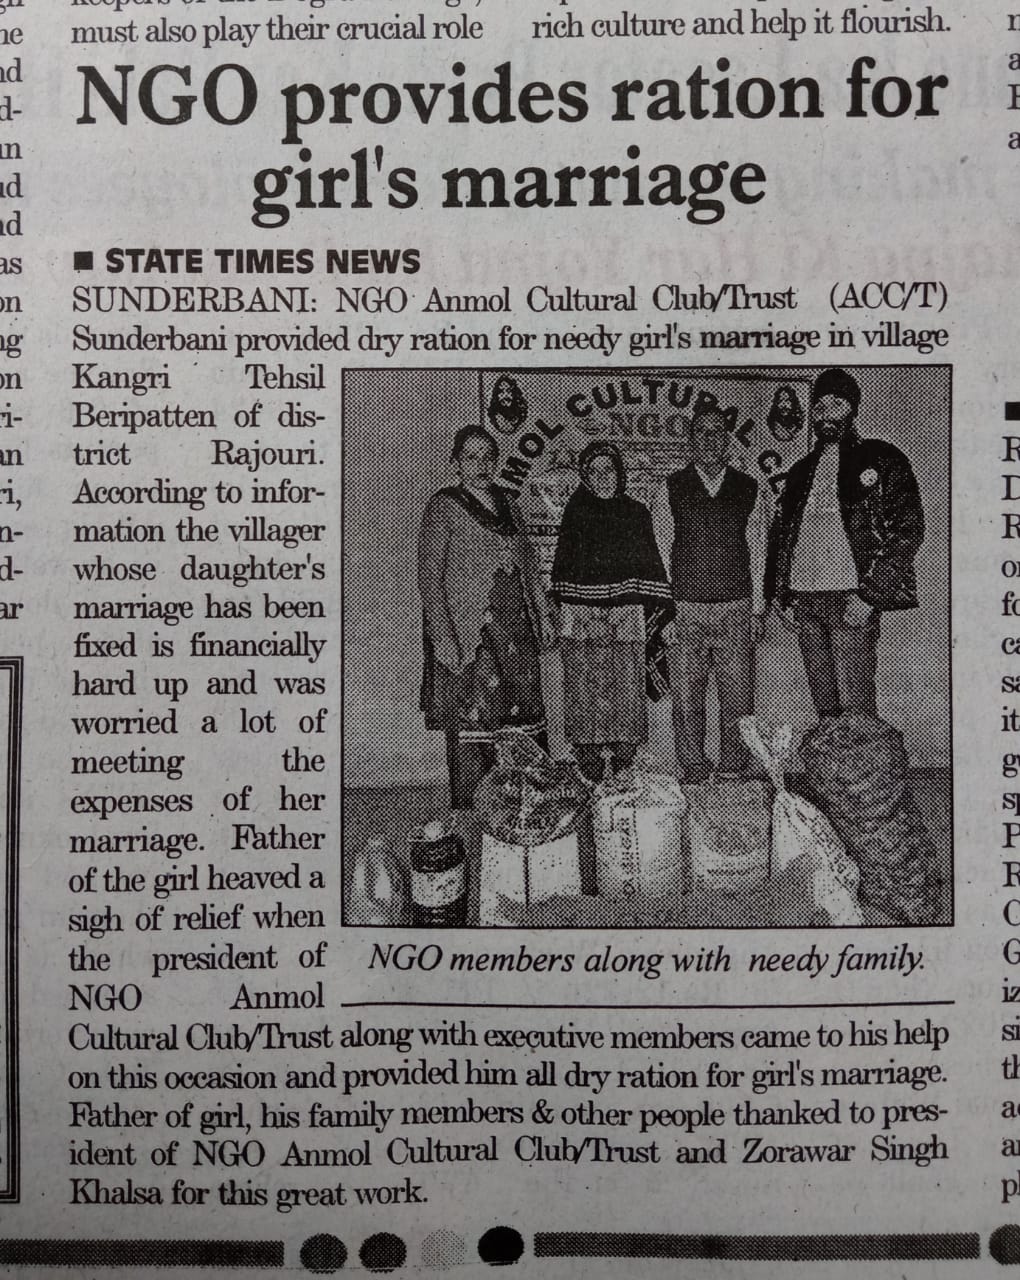 must also play their crucial role
rich culture and help it flourish.
NGO provides ration for
girl's marriage
■ STATE TIMES NEWS
SUNDERBANI: NGO Anmol Cultural Club/Trust (ACC/T)
Sunderbani provided dry ration for needy girl's marriage in village
Kangri Tehsil
Beripatten of dis-
trict Rajouri.
According to infor-
mation the villager
whose daughter's
marriage has been
fixed is financially
hard up and was
worried a lot of
meeting the
expenses of her
marriage. Father
of the girl heaved a
sigh of relief when
the president of
NGO Anmol
Cultural Club/Trust along with executive members came to his help
on this occasion and provided him all dry ration for girl's marriage.
Father of girl, his family members & other people thanked to pres-
ident of NGO Anmol Cultural Club/Trust and Zorawar Singh
Khalsa for this great work.
CULTURAL
NGO
NGO members along with needy family.